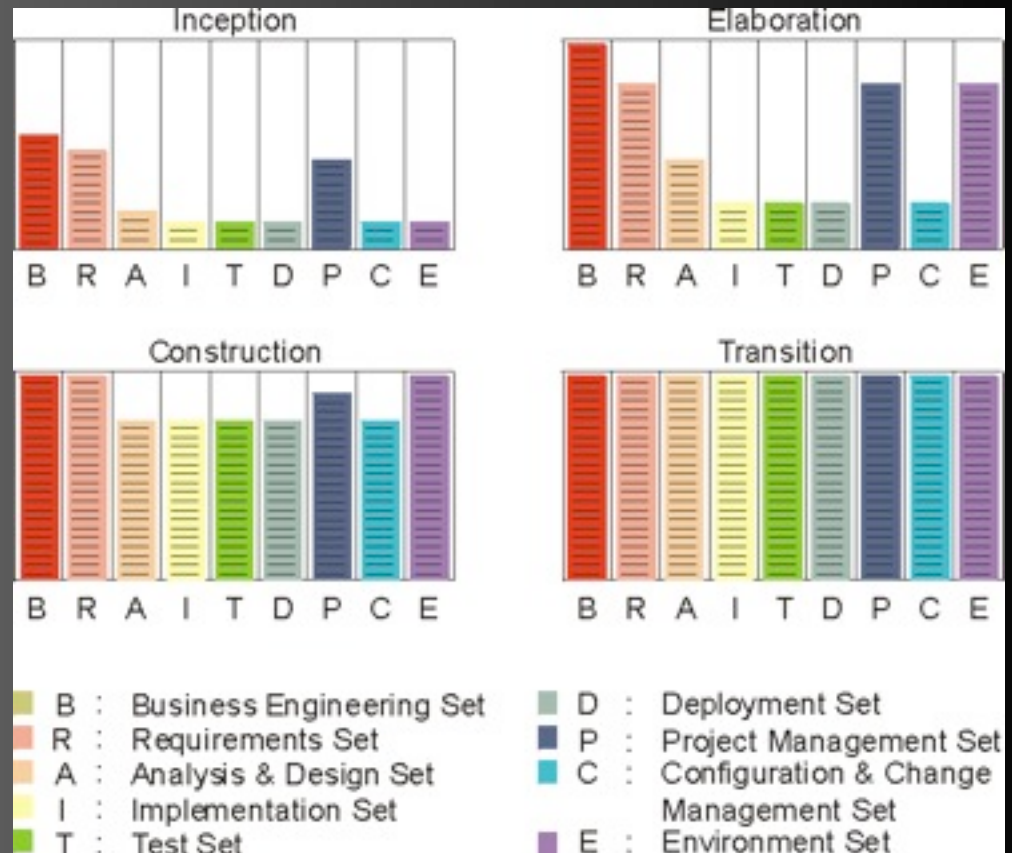 Inception
B R A I T D P C E
Elaboration
B R A I T D P C E
Construction
B R A I T D P C E
Transition
B R A I T D P C E
B : Business Engineering Set
R : Requirements Set
A : Analysis & Design Set
I : Implementation Set
T : Test Set
D : Deployment Set
P : Project Management Set
C : Configuration & Change
Management Set
E : Environment Set